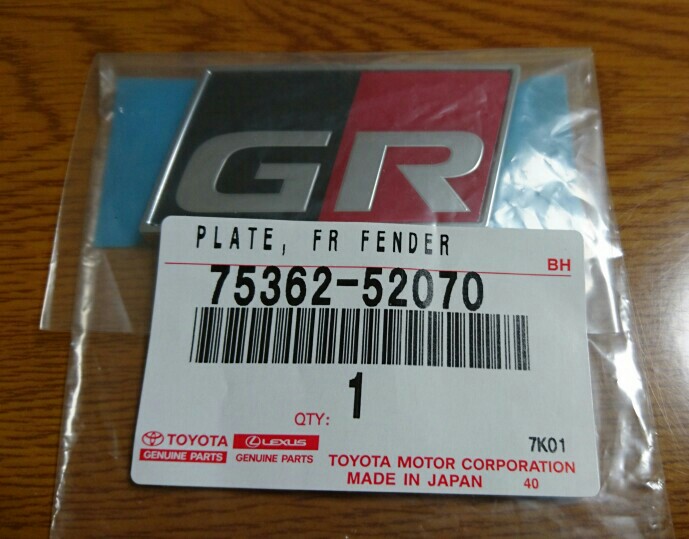 GR
PLATE, FR FENDER
BH
75362-52070
1
QTY:
7K01
TOYOTA LEXUS
GENUINE PARTS GENUINE PARTS
TOYOTA MOTOR CORPORATION
MADE IN JAPAN 40